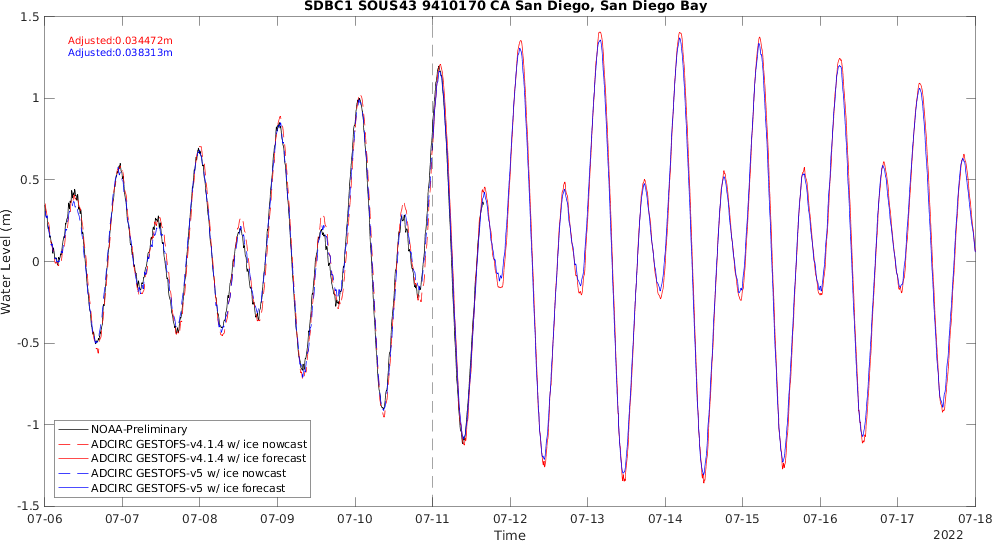 SDBC1 SOUS43 9410170 CA San Diego, San Diego Bay
1.5
Adjusted:0.034472m
Adjusted:0.038313m
1
0.5
0
-0.5
-1
-1.5
Water Level (m)
NOAA-Preliminary
ADCIRC GESTOFS-v4.1.4 w/ ice nowcast
ADCIRC GESTOFS-v4.1.4 w/ ice forecast
ADCIRC GESTOFS-v5 w/ ice nowcast
ADCIRC GESTOFS-v5 w/ ice forecast
07-06 07-07 07-08 07-09 07-10 07-11 07-12 07-13 07-14 07-15 07-16 07-17 07-18
Time
2022